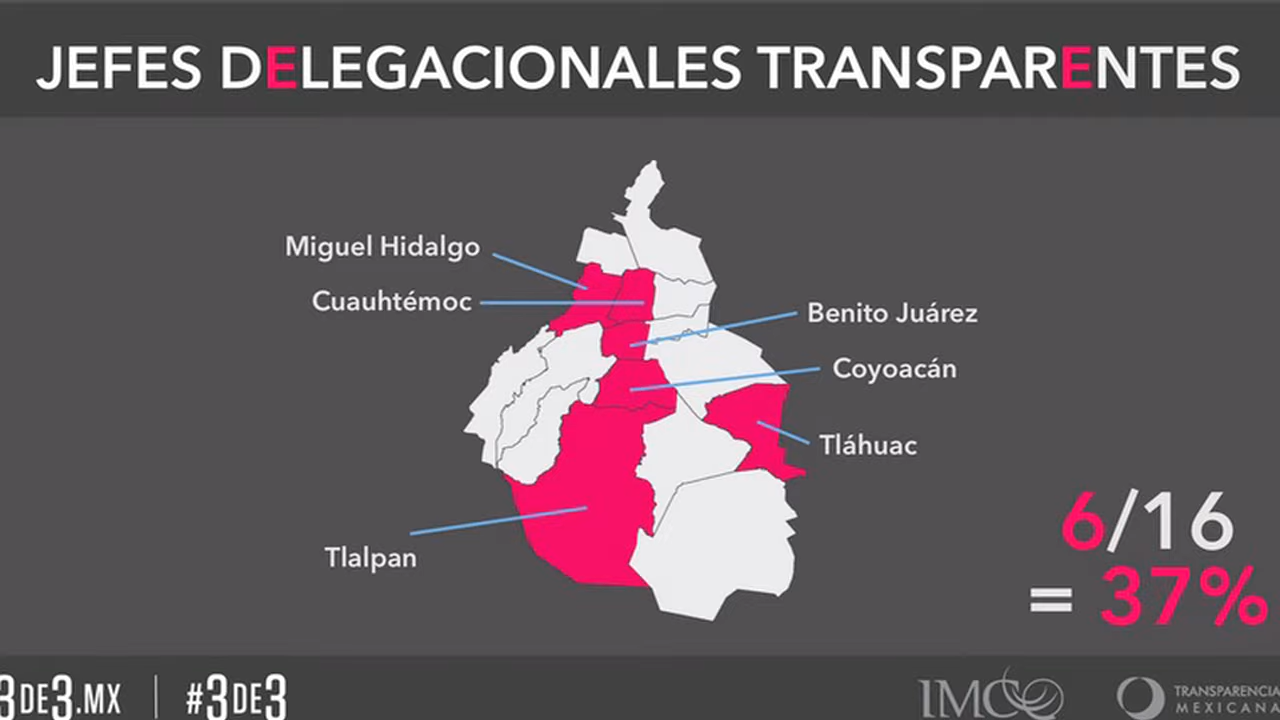 JEFES DELEGACIONALES TRANSPARENTES
Miguel Hidalgo
Cuauhtémoc
Benito Juárez
Coyoacán
Tláhuac
Tlalpan
6/16
= 37%
3DE3.MX | #3DE3
IMCO
TRANSPARENCIA
MEXICANA